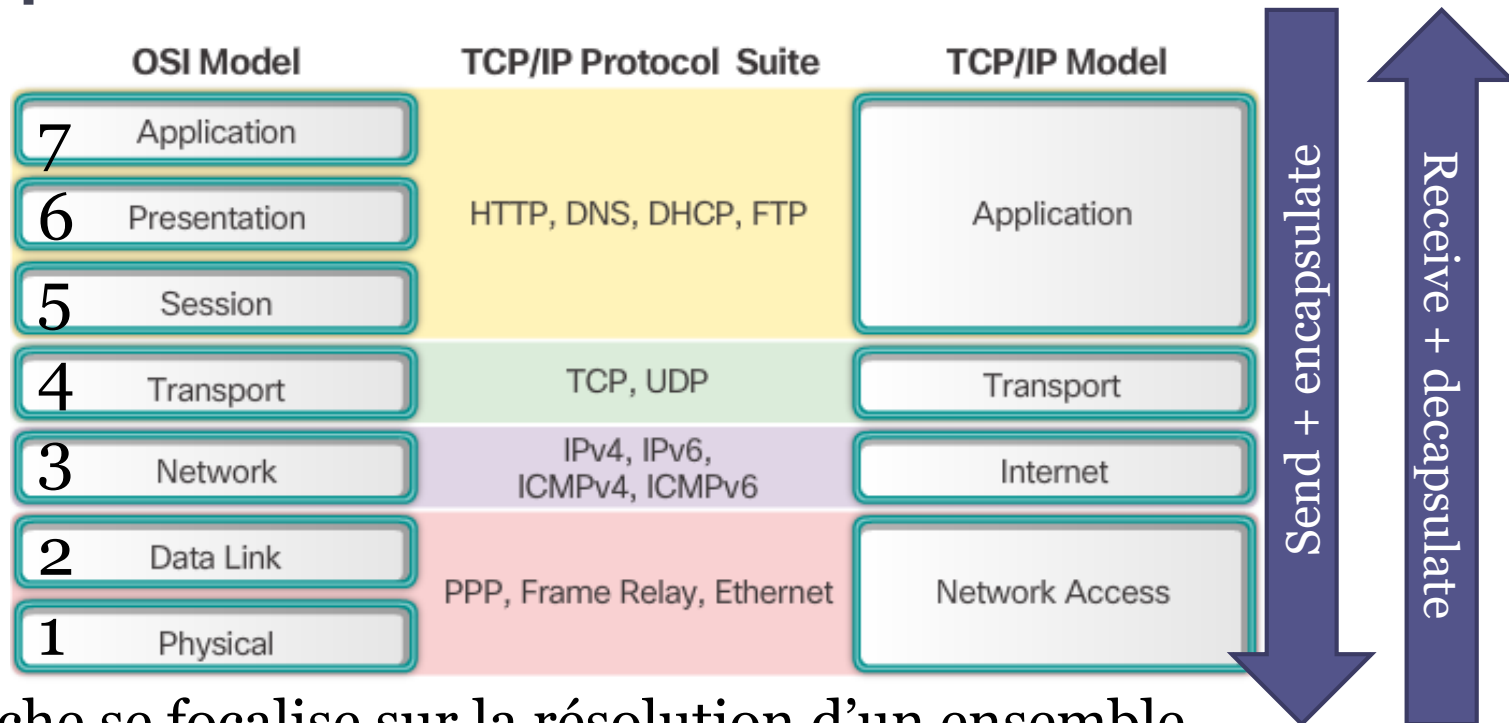 OSI Model TCP/IP Protocol Suite TCP/IP Model
7 Application
6 Presentation
5 Session
HTTP, DNS, DHCP, FTP
Application
4 Transport
TCP, UDP
Transport
3 Network
IPv4, IPv6,
ICMPv4, ICMPv6
Internet
2 Data Link
1 Physical
PPP, Frame Relay, Ethernet
Network Access
Send + encapsulate
Receive + decapsulate
se focalise sur la résolution d'un ensemble